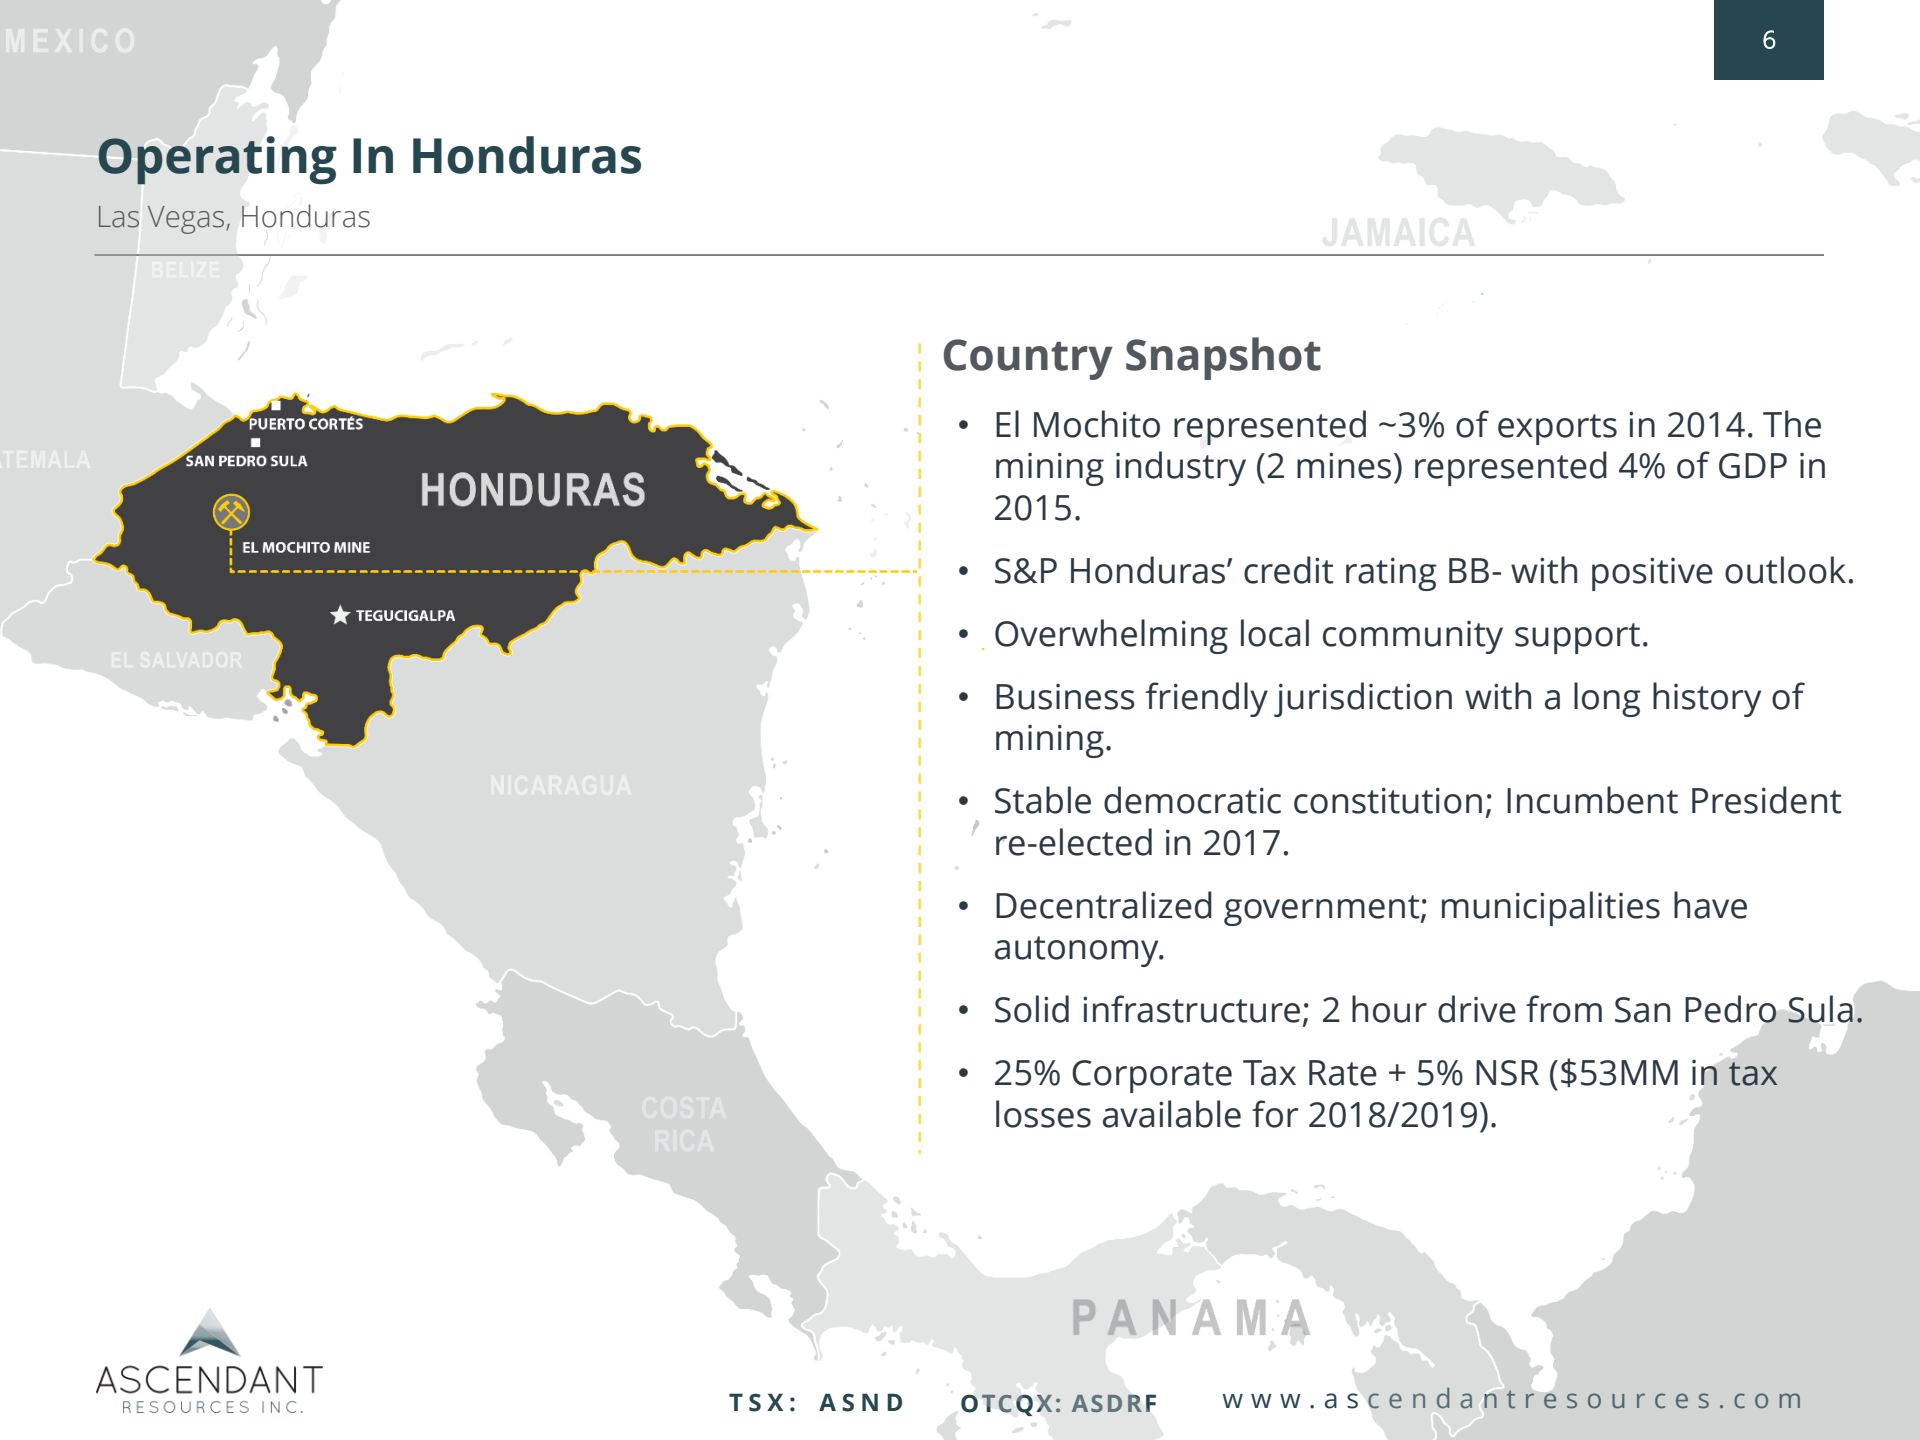 6
MEXICO
Operating In Honduras
Las Vegas, Honduras
JAMAICA
BELIZE
Country Snapshot
• El Mochito represented ~3% of exports in 2014. The
mining industry (2 mines) represented 4% of GDP in
2015.
• S&P Honduras’ credit rating BB- with positive outlook.
• Overwhelming local community support.
• Business friendly jurisdiction with a long history of
mining.
• Stable democratic constitution; Incumbent President
re-elected in 2017.
• Decentralized government; municipalities have
autonomy.
• Solid infrastructure; 2 hour drive from San Pedro Sula.
• 25% Corporate Tax Rate + 5% NSR ($53MM in tax
losses available for 2018/2019).
PUERTO CORTÉS
SAN PEDRO SULA
TEMALA
HONDURAS
EL MOCHITO MINE
TEGUCIGALPA
EL SALVADOR
NICARAGUA
COSTA
RICA
PANAMA
ASCENDANT
RESOURCES INC.
TSX: ASND
OTCQX: ASDRF
www.ascendantresources.com